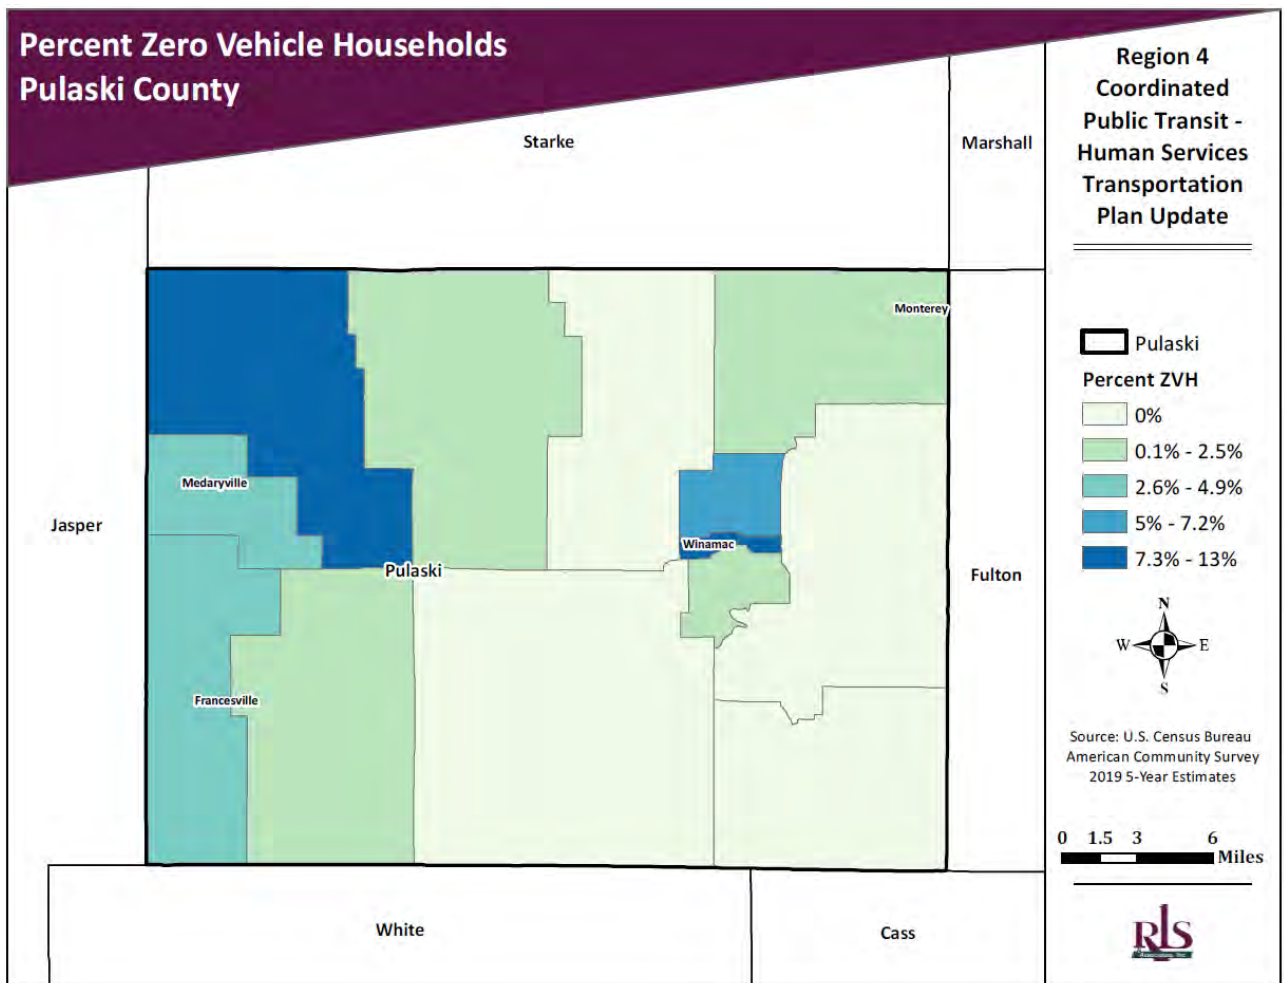 Percent Zero Vehicle Households
Pulaski County
Starke
Marshall
Monterey
Medaryville
Jasper
Winamac
Pulaski
Fulton
Francesville
White
Cass
Region 4
Coordinated
Public Transit -
Human Services
Transportation
Plan Update
Pulaski
Percent ZVH
0%
0.1% - 2.5%
2.6% - 4.9%
5% - 7.2%
7.3% - 13%
N
W E
S
Source: U.S. Census Bureau
American Community Survey
2019 5-Year Estimates
0 1.5 3 6
Miles
RLS
& Associates, Inc.